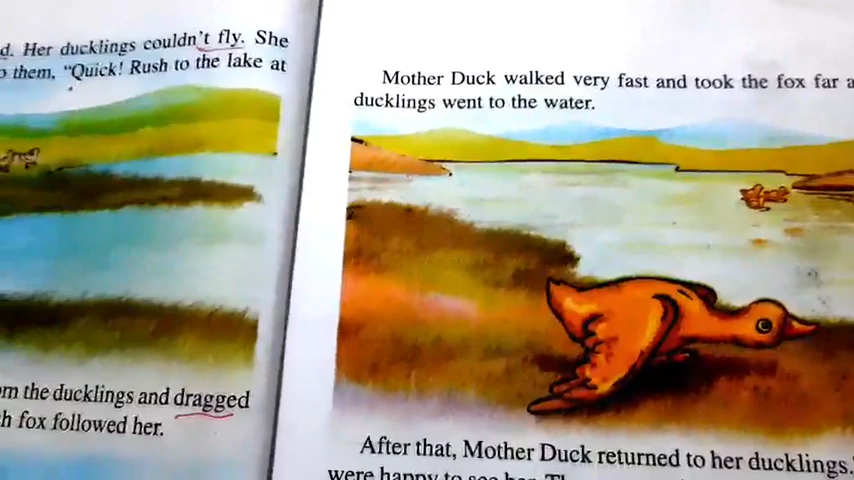 d. Her ducklings couldn't fly. She
them, "Quick! Rush to the lake at
the ducklings and dragged
fox followed her.
Mother Duck walked very fast and took the fox far
ducklings went to the water.
After that, Mother Duck returned to her ducklings.
were happy to see her.